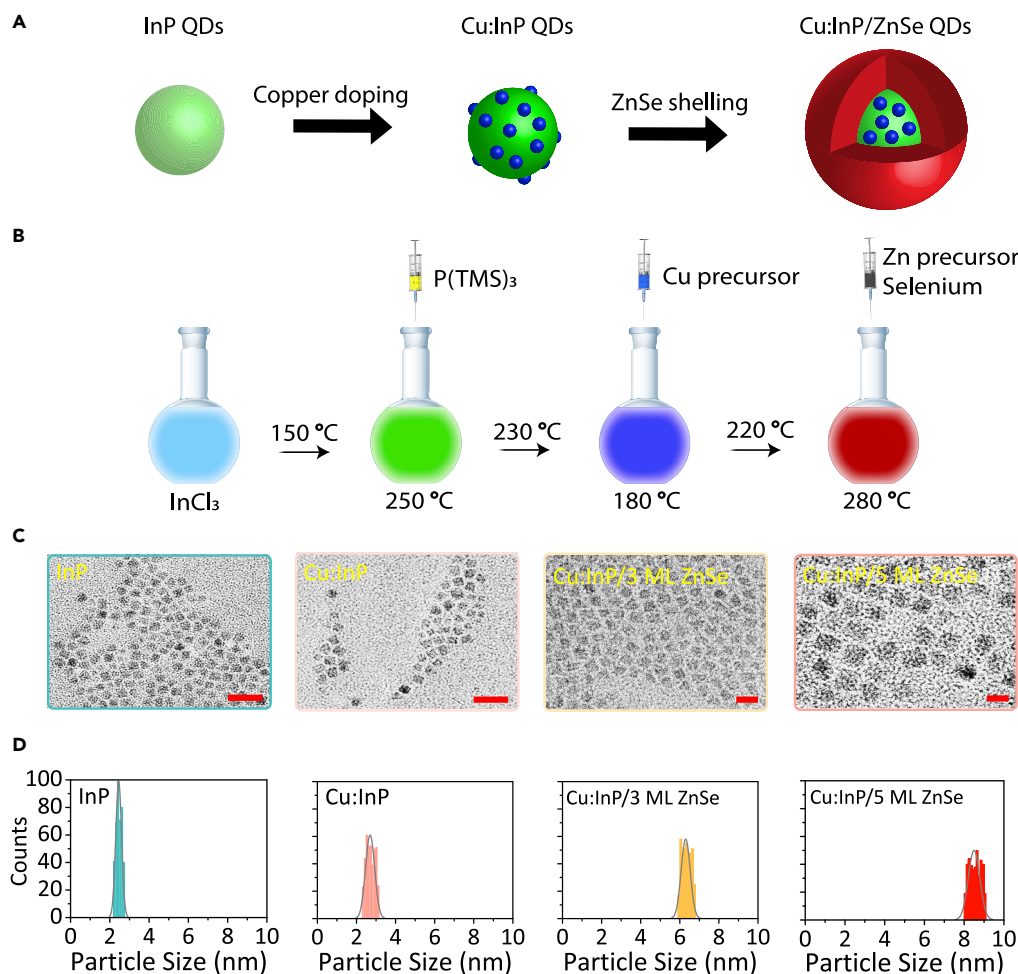 A
InP QDs
Cu:InP QDs
Cu:InP/ZnSe QDs
Copper doping
ZnSe shelling
B
P(TMS)₃
Cu precursor
Zn precursor
Selenium
150 °C
230 °C
220 °C
InCl₃
250 °C
180 °C
280 °C
C
InP
Cu:InP
Cu:InP/3 ML ZnSe
Cu:InP/5 ML ZnSe
D
Counts
100
80
60
40
20
0
InP
Cu:InP
Cu:InP/3 ML ZnSe
Cu:InP/5 ML ZnSe
0 2 4 6 8 10
0 2 4 6 8 10
0 2 4 6 8 10
0 2 4 6 8 10
Particle Size (nm)
Particle Size (nm)
Particle Size (nm)
Particle Size (nm)